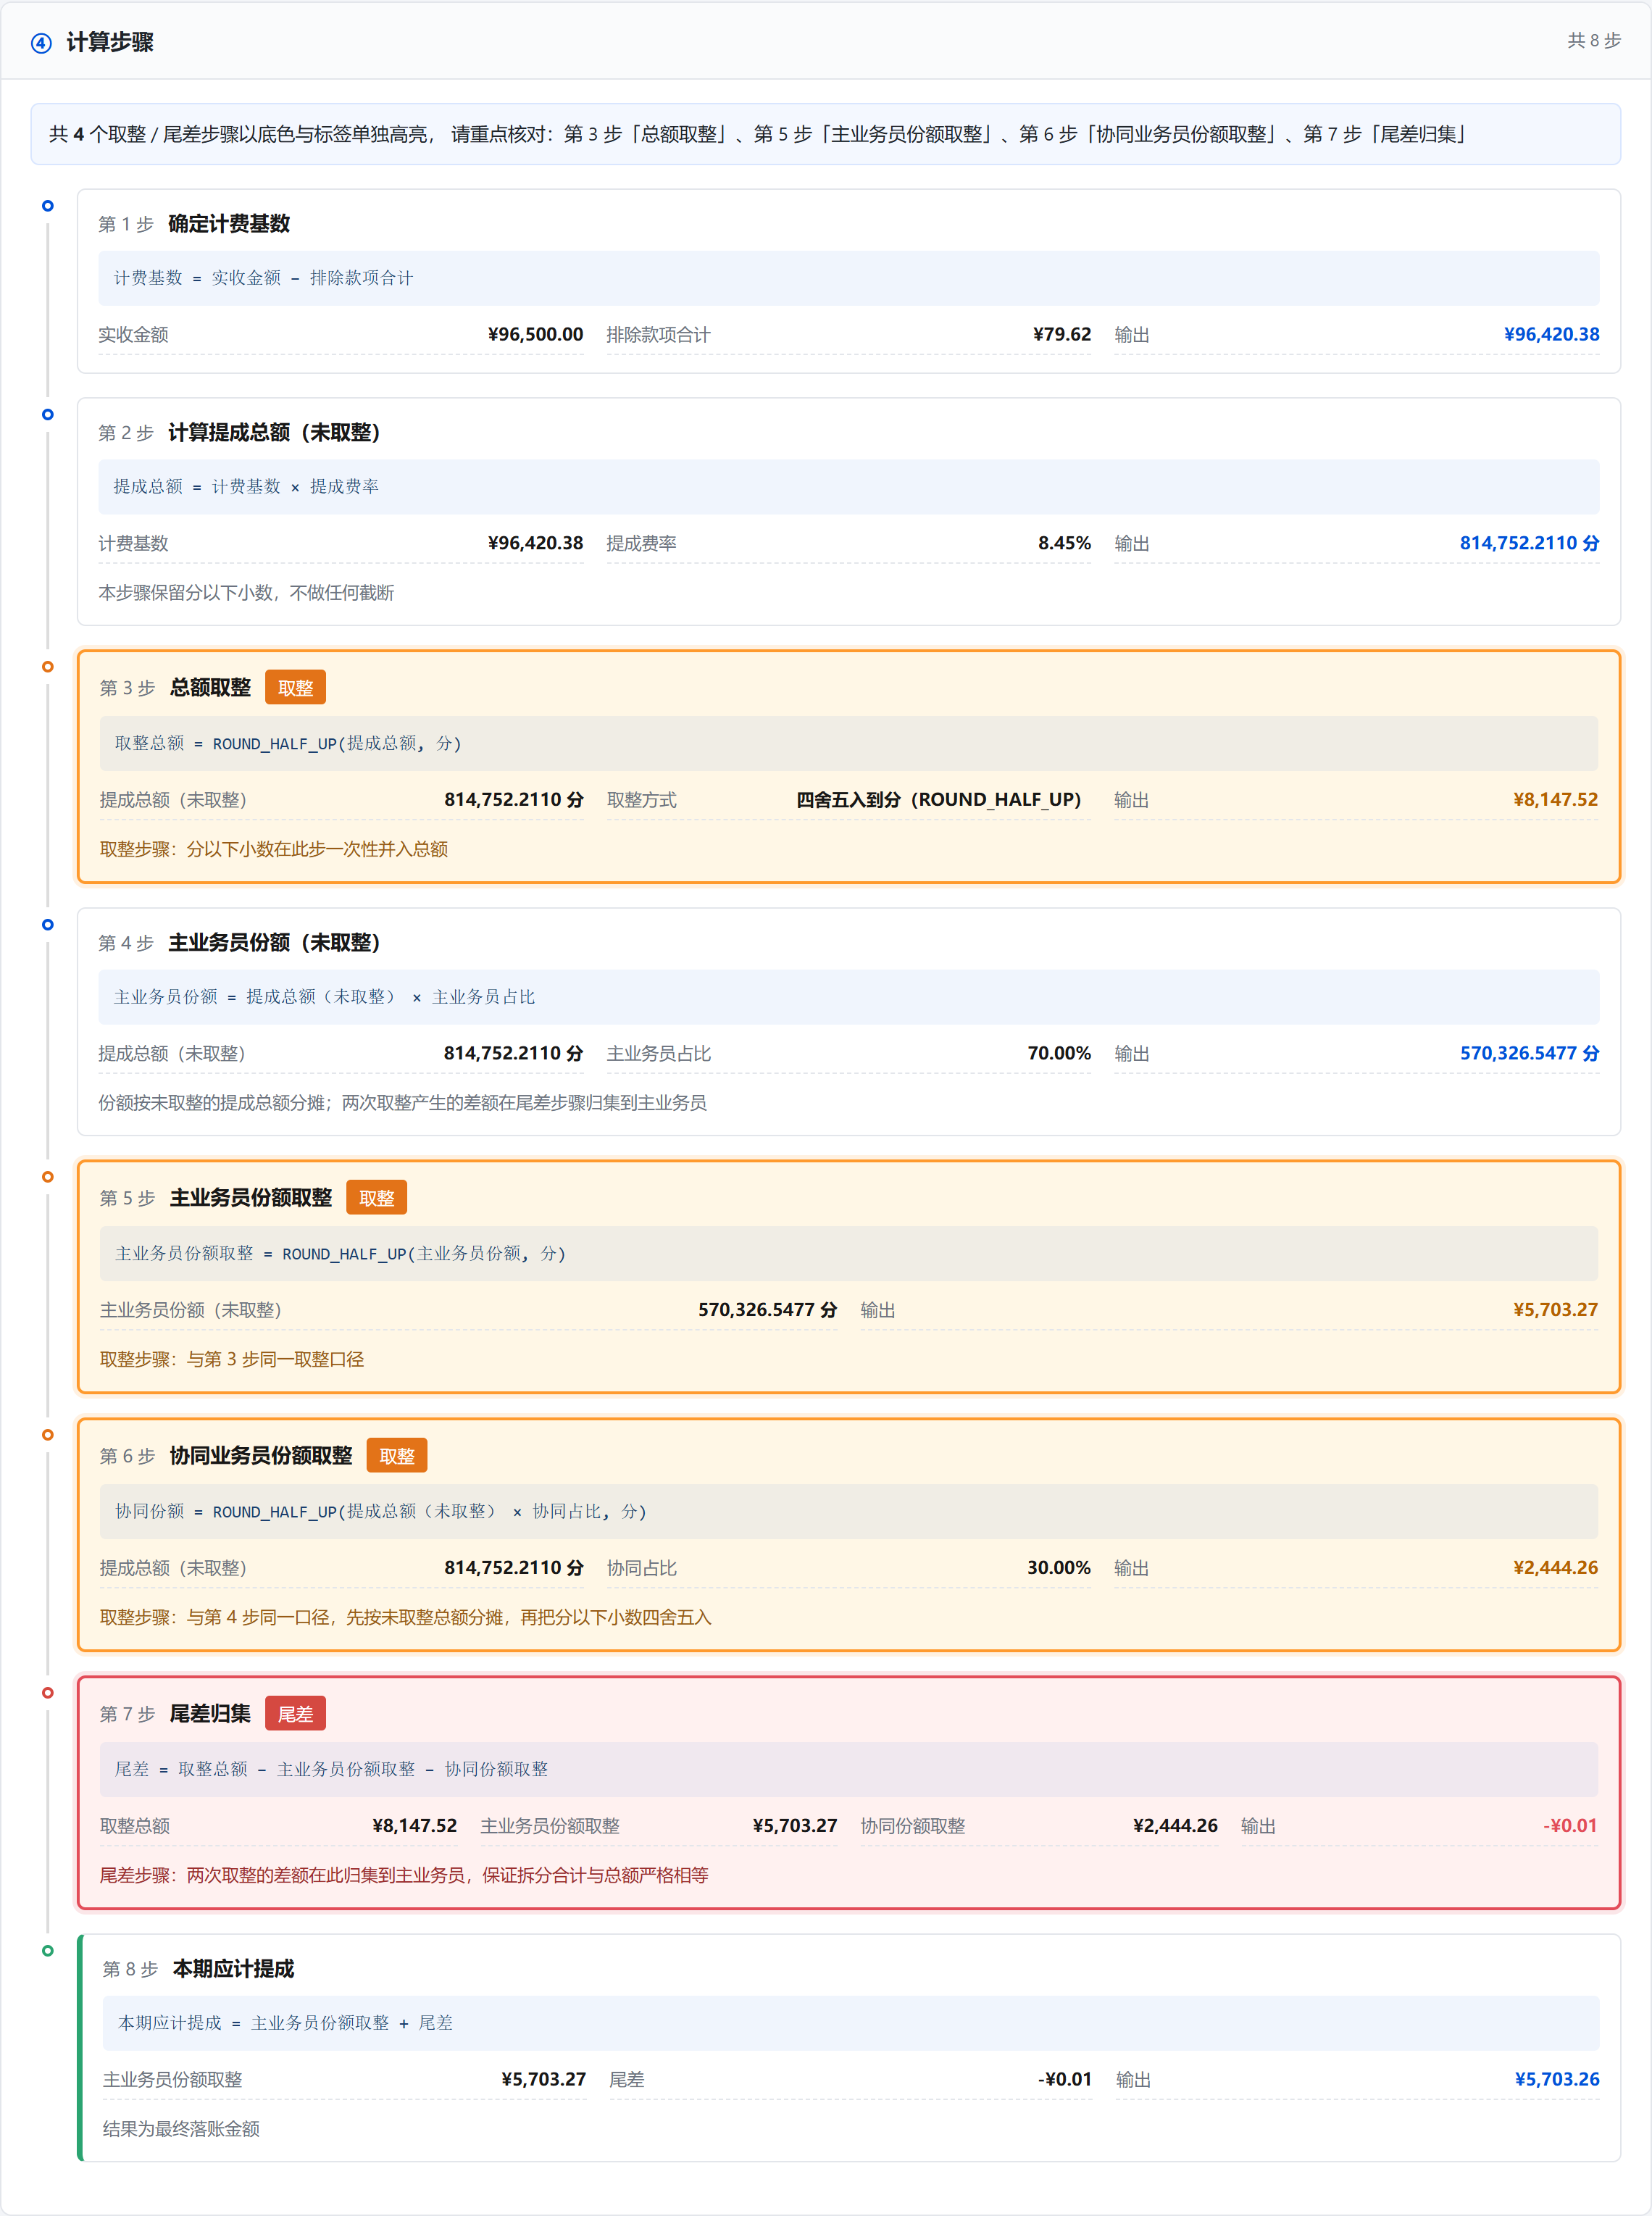 ④ 计算步骤
共 8 步
共 4 个取整 / 尾差步骤以底色与标签单独高亮， 请重点核对：第 3 步「总额取整」、第 5 步「主业务员份额取整」、第 6 步「协同业务员份额取整」、第 7 步「尾差归集」
第 1 步 确定计费基数
计费基数 = 实收金额 − 排除款项合计
实收金额 ¥96,500.00 排除款项合计 ¥79.62 输出 ¥96,420.38
第 2 步 计算提成总额（未取整）
提成总额 = 计费基数 × 提成费率
计费基数 ¥96,420.38 提成费率 8.45% 输出 814,752.2110 分
本步骤保留分以下小数，不做任何截断
第 3 步 总额取整 取整
取整总额 = ROUND_HALF_UP(提成总额, 分)
提成总额（未取整） 814,752.2110 分 取整方式 四舍五入到分（ROUND_HALF_UP） 输出 ¥8,147.52
取整步骤：分以下小数在此步一次性并入总额
第 4 步 主业务员份额（未取整）
主业务员份额 = 提成总额（未取整） × 主业务员占比
提成总额（未取整） 814,752.2110 分 主业务员占比 70.00% 输出 570,326.5477 分
份额按未取整的提成总额分摊；两次取整产生的差额在尾差步骤归集到主业务员
第 5 步 主业务员份额取整 取整
主业务员份额取整 = ROUND_HALF_UP(主业务员份额, 分)
主业务员份额（未取整） 570,326.5477 分 输出 ¥5,703.27
取整步骤：与第 3 步同一取整口径
第 6 步 协同业务员份额取整 取整
协同份额 = ROUND_HALF_UP(提成总额（未取整） × 协同占比, 分)
提成总额（未取整） 814,752.2110 分 协同占比 30.00% 输出 ¥2,444.26
取整步骤：与第 4 步同一口径，先按未取整总额分摊，再把分以下小数四舍五入
第 7 步 尾差归集 尾差
尾差 = 取整总额 − 主业务员份额取整 − 协同份额取整
取整总额 ¥8,147.52 主业务员份额取整 ¥5,703.27 协同份额取整 ¥2,444.26 输出 -¥0.01
尾差步骤：两次取整的差额在此归集到主业务员，保证拆分合计与总额严格相等
第 8 步 本期应计提成
本期应计提成 = 主业务员份额取整 + 尾差
主业务员份额取整 ¥5,703.27 尾差 -¥0.01 输出 ¥5,703.26
结果为最终落账金额